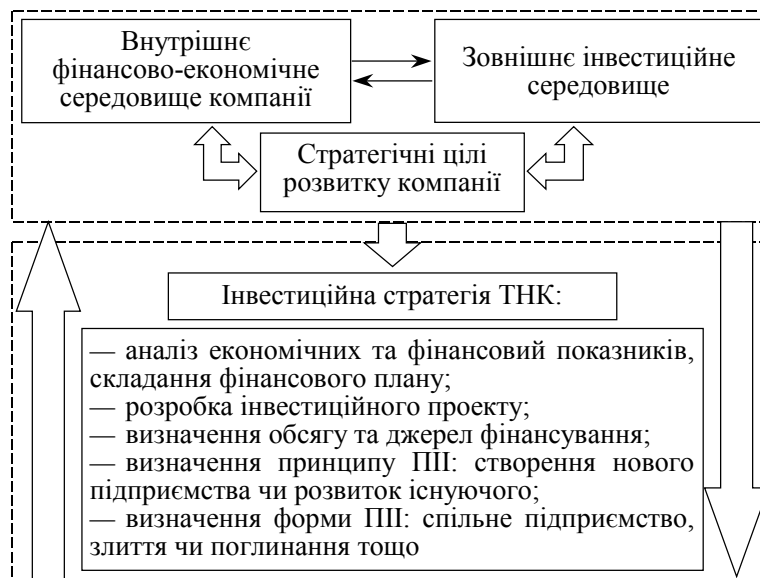 Внутрішнє
фінансово-економічне
середовище компанії
Зовнішнє інвестиційне
середовище
Стратегічні цілі
розвитку компанії
Інвестиційна стратегія ТНК:
— аналіз економічних та фінансовий показників,
складання фінансового плану;
— розробка інвестиційного проекту;
— визначення обсягу та джерел фінансування;
— визначення принципу ПІІ: створення нового
підприємства чи розвиток існуючого;
— визначення форми ПІІ: спільне підприємство,
злиття чи поглинання тощо